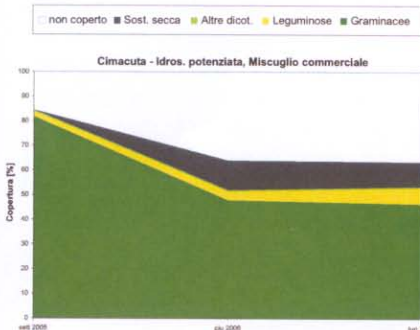 non coperto Sost. secca Altre dicot. Leguminose Graminacee
Cimacuta - Idros. potenziata, Miscuglio commerciale
Copertura [%]
100
90
80
70
60
50
40
30
20
10
0
sett 2005
giu 2006